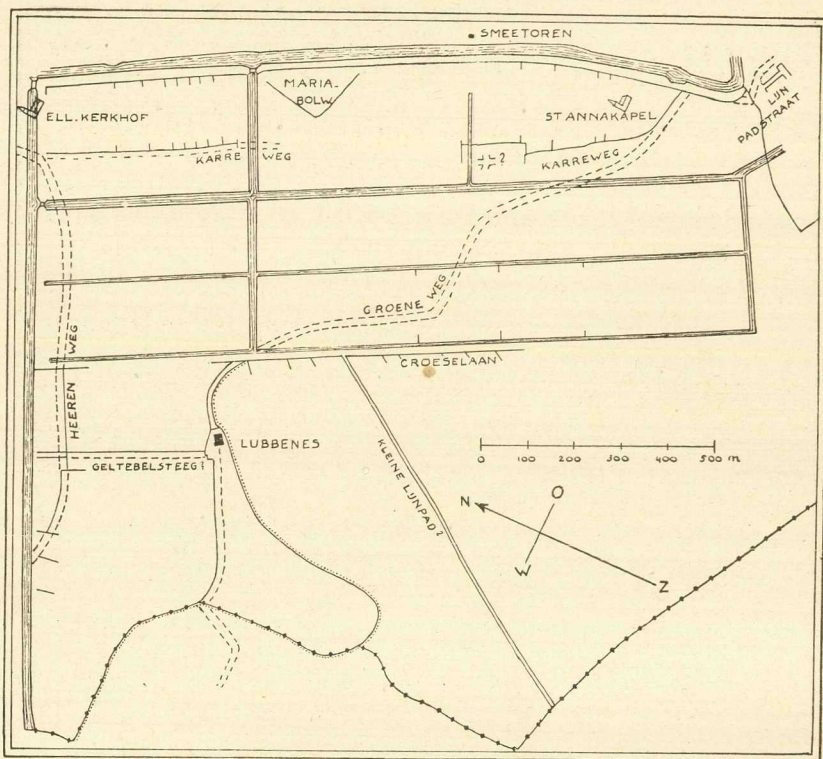 SMEETOREN
MARIA-
BOLW.
ELL. KERKHOF
ST ANNAKAPEL
LIJN
PADSTRAAT
KARRE WEG
?
KARREWEG
GROENE WEG
HEEREN WEG
CROESELAAN
LUBBENES
KLEINE LIJNPAD?
GELTEBELSTEEG?
0 100 200 300 400 500 m
N O
W Z